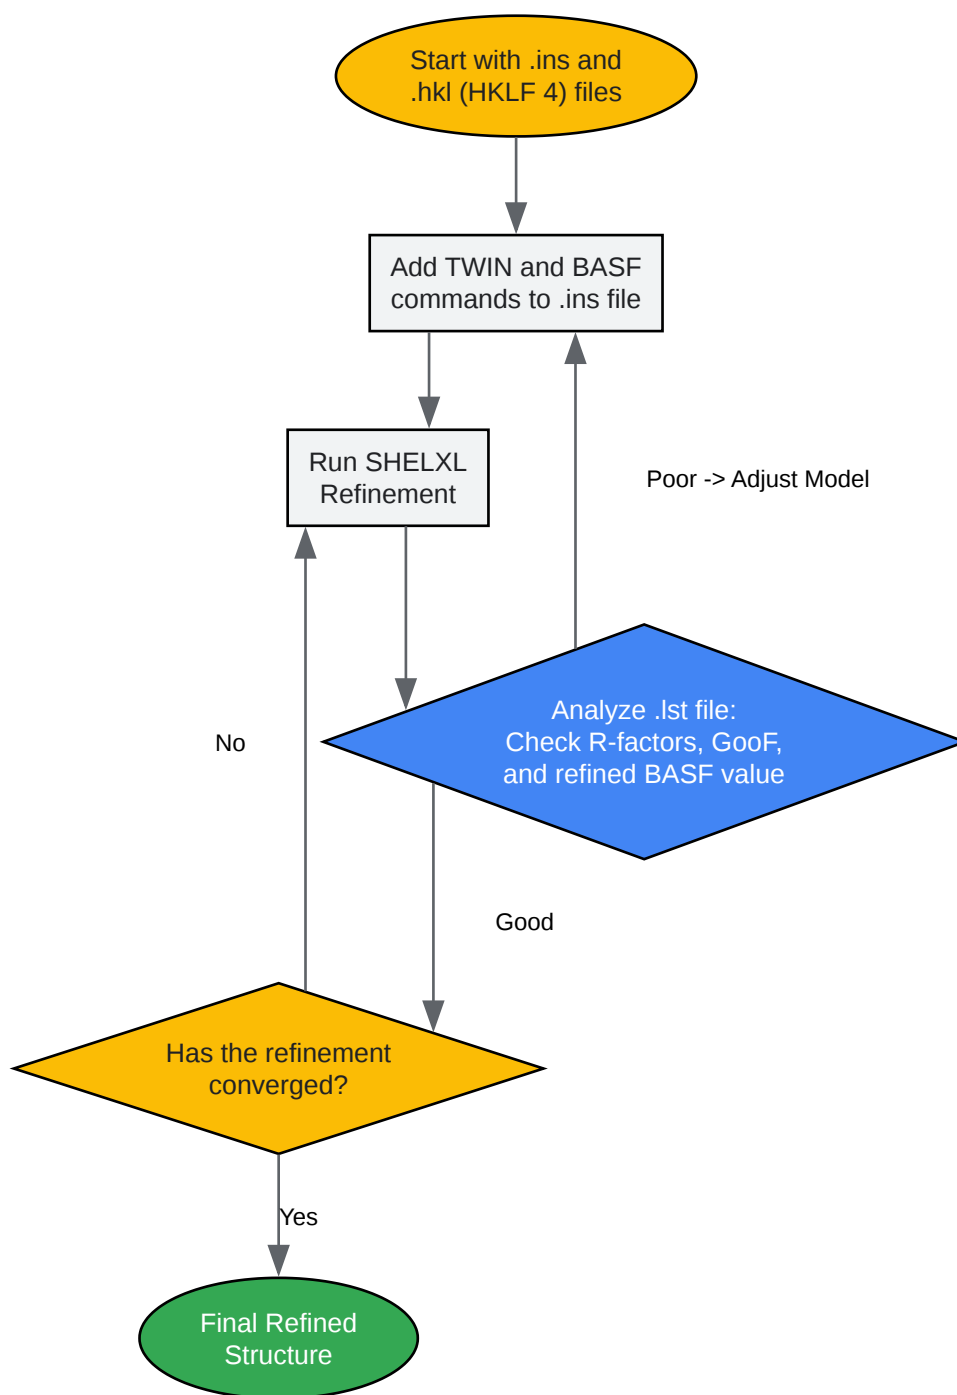 Start with .ins and
.hkl (HKLF 4) files
Add TWIN and BASF
commands to .ins file
Run SHELXL
Refinement
Poor -> Adjust Model
Analyze .lst file:
Check R-factors, GooF,
and refined BASF value
No
Good
Has the refinement
converged?
Yes
Final Refined
Structure